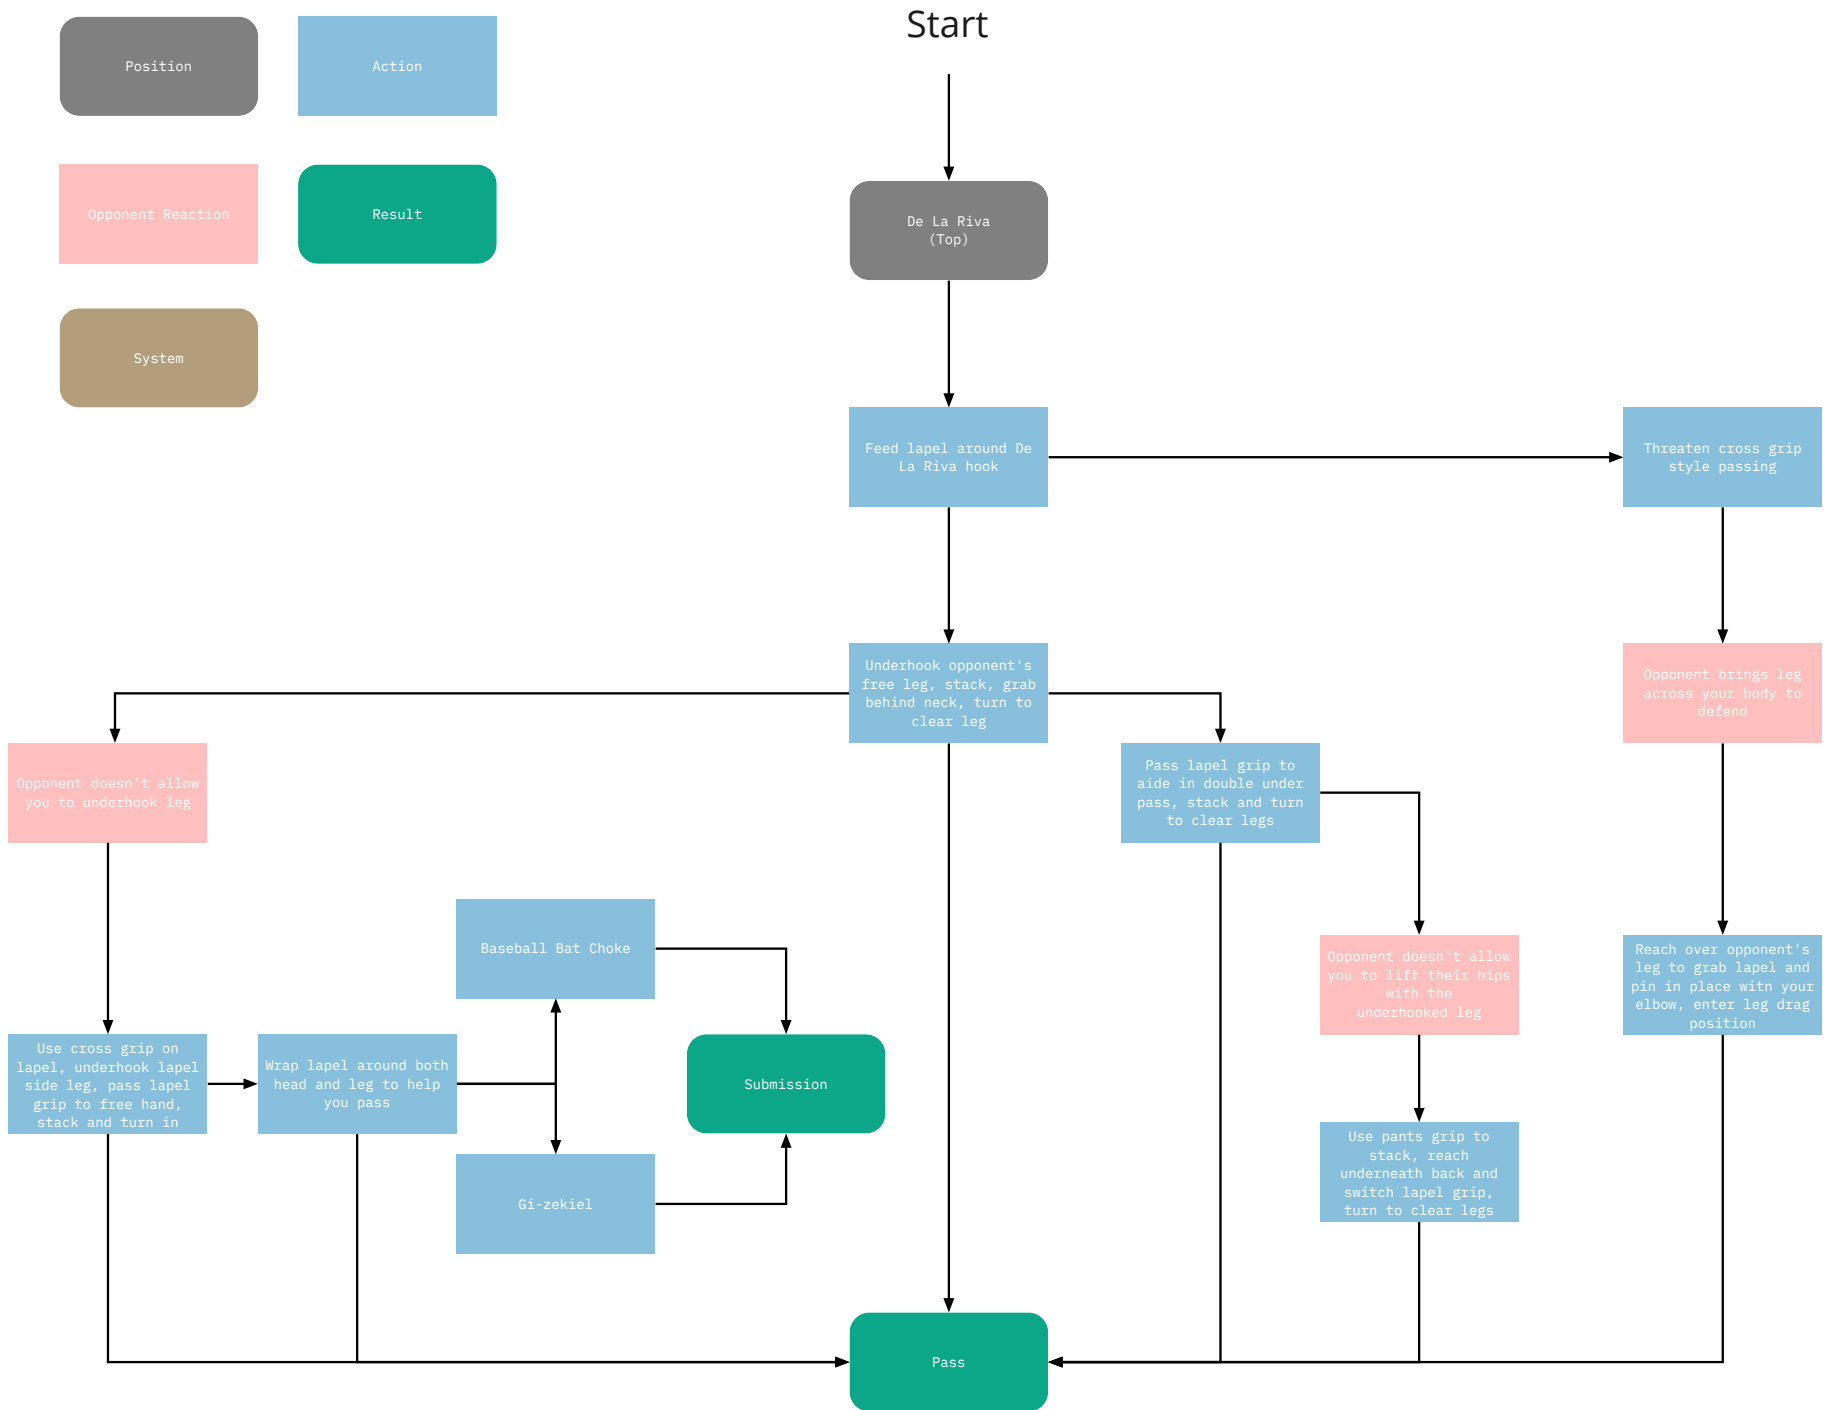 Start
Position
Action
Opponent Reaction
Result
System
De La Riva
(Top)
Feed lapel around De
La Riva hook
Threaten cross grip
style passing
Underhook opponent's
free leg, stack, grab
behind neck, turn to
clear leg
Opponent brings leg
across your body to
defend
Opponent doesn't allow
you to underhook leg
Pass lapel grip to
aide in double under
pass, stack and turn
to clear legs
Baseball Bat Choke
Opponent doesn't allow
you to lift their hips
with the
underhooked leg
Reach over opponent's
leg to grab lapel and
pin in place witn your
elbow, enter leg drag
position
Use cross grip on
lapel, underhook lapel
side leg, pass lapel
grip to free hand,
stack and turn in
Wrap lapel around both
head and leg to help
you pass
Submission
Gi-zekiel
Use pants grip to
stack, reach
underneath back and
switch lapel grip,
turn to clear legs
Pass